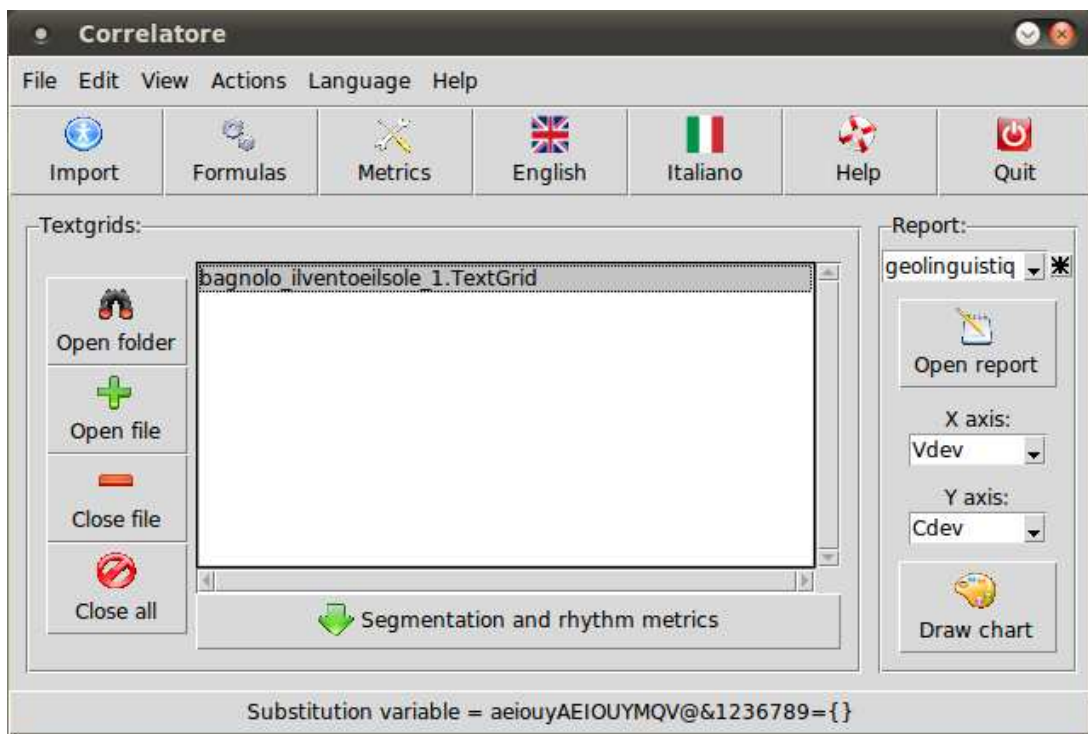 Correlatore
File Edit View Actions Language Help
Import Formulas Metrics English Italiano Help Quit
Textgrids:
bagnolo_ilventoeilsole_1.TextGrid
Open folder
Open file
Close file
Close all
Segmentation and rhythm metrics
Report:
geolinguistiq
Open report
X axis:
Vdev
Y axis:
Cdev
Draw chart
Substitution variable = aeiouyAEIOUYMQV@&1236789={}